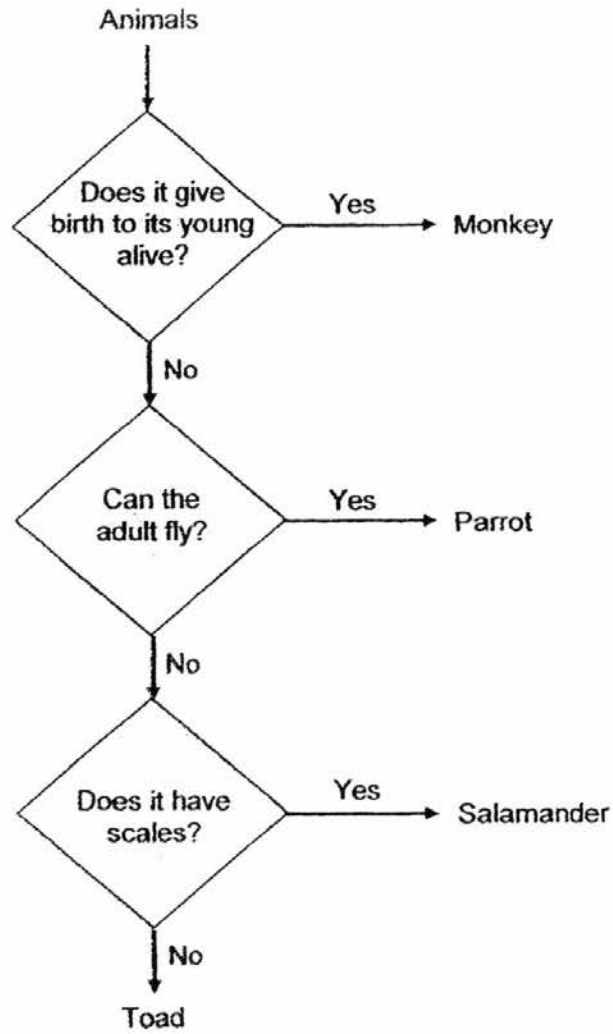 Animals
Does it give
birth to its young
alive?
Yes
Monkey
No
Can the
adult fly?
Yes
Parrot
No
Does it have
scales?
Yes
Salamander
No
Toad